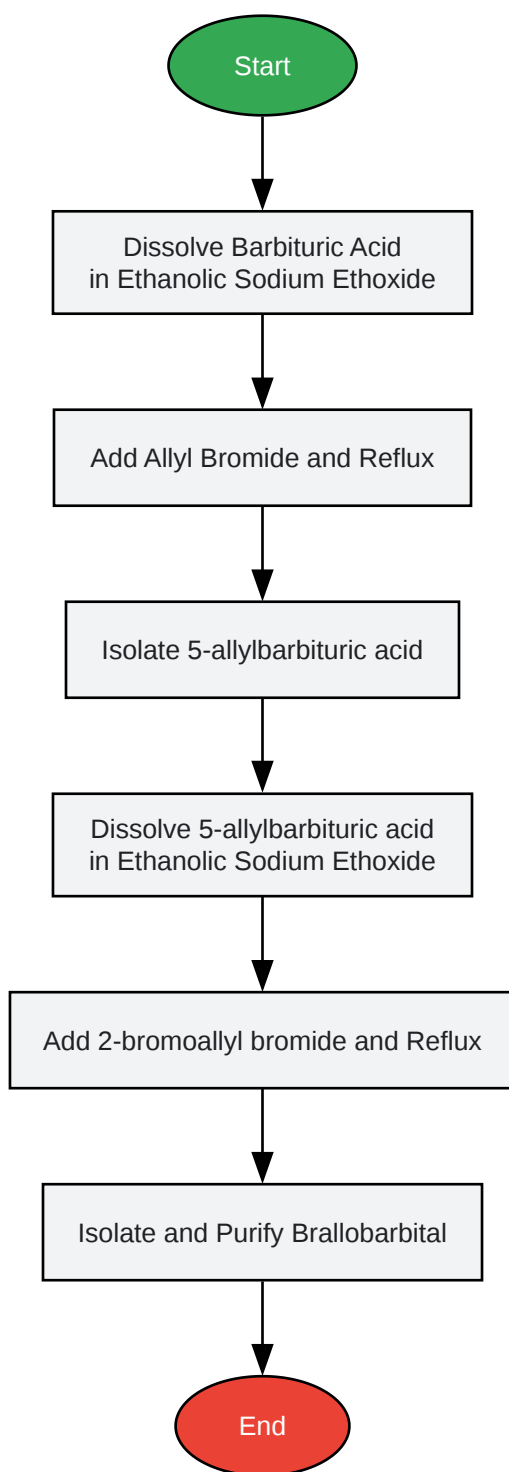 Start
Dissolve Barbituric Acid
in Ethanolic Sodium Ethoxide
Add Allyl Bromide and Reflux
Isolate 5-allylbarbituric acid
Dissolve 5-allylbarbituric acid
in Ethanolic Sodium Ethoxide
Add 2-bromoallyl bromide and Reflux
Isolate and Purify Brallobarbital
End